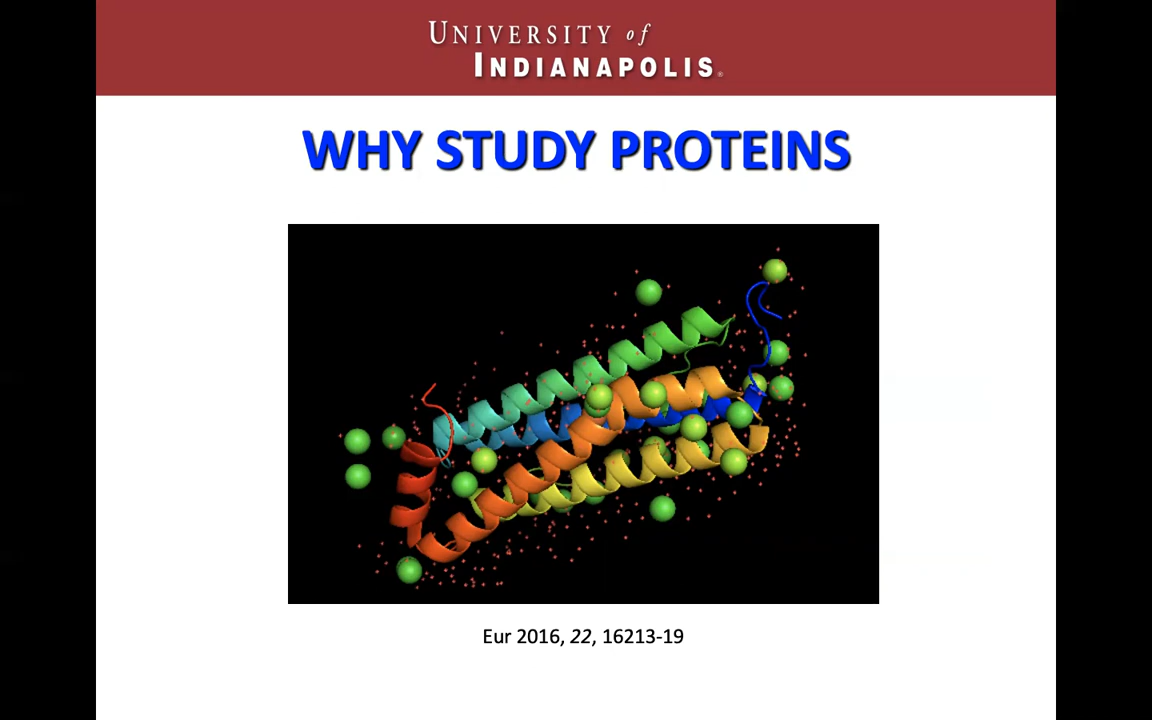 UNIVERSITY of
INDIANAPOLIS®
WHY STUDY PROTEINS
Eur 2016, 22, 16213-19